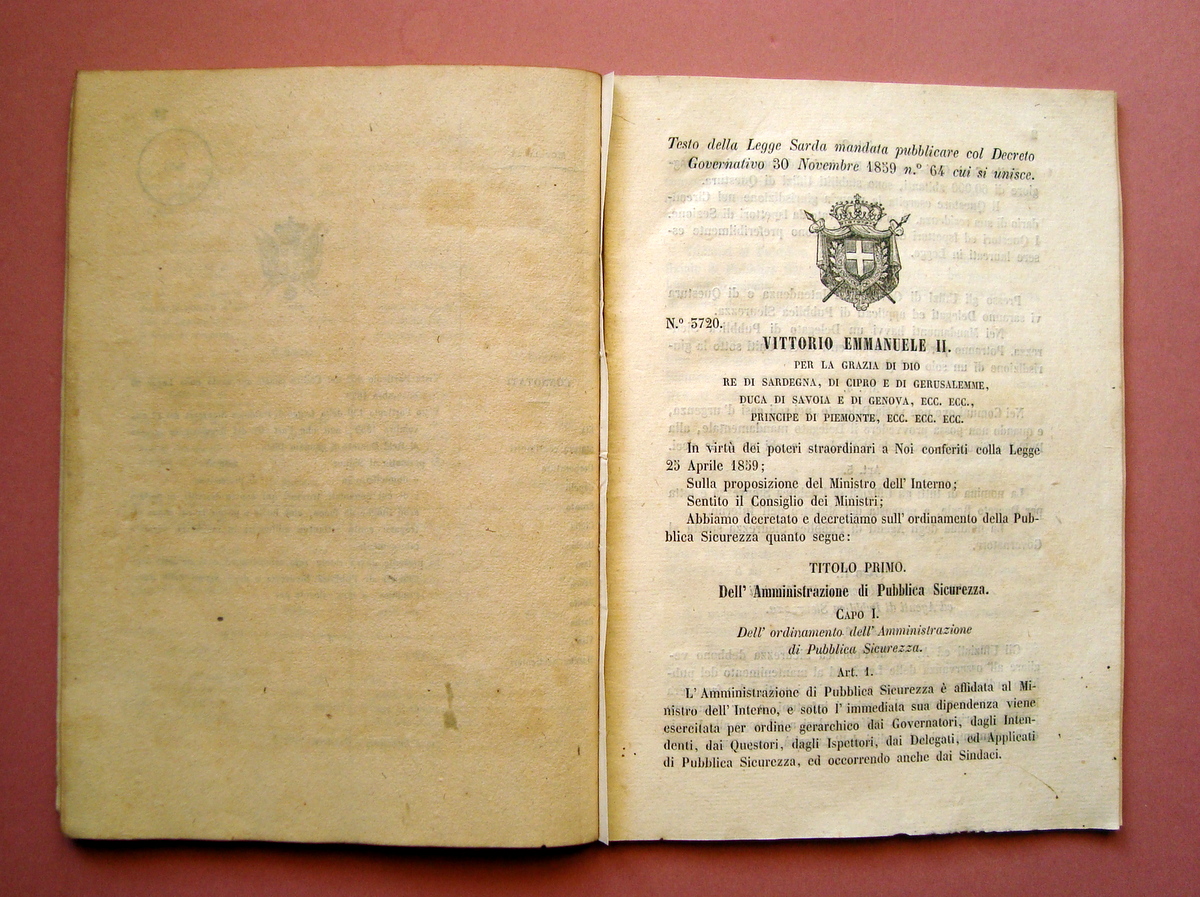 Testo della Legge Sarda mandata pubblicare col Decreto
Governativo 30 Novembre 1859 n.º 64 cui si unisce.
N.º 3720.
VITTORIO EMMANUELE II.
PER LA GRAZIA DI DIO
RE DI SARDEGNA, DI CIPRO E DI GERUSALEMME,
DUCA DI SAVOIA E DI GENOVA, ECC. ECC.,
PRINCIPE DI PIEMONTE, ECC. ECC. ECC.
In virtù dei poteri straordinari a Noi conferiti colla Legge
25 Aprile 1859;
Sulla proposizione del Ministro dell' Interno;
Sentito il Consiglio dei Ministri;
Abbiamo decretato e decretiamo sull' ordinamento della Pub-
blica Sicurezza quanto segue:
TITOLO PRIMO.
Dell' Amministrazione di Pubblica Sicurezza.
CAPO I.
Dell' ordinamento dell' Amministrazione
di Pubblica Sicurezza.
Art. 1.
L' Amministrazione di Pubblica Sicurezza è affidata al Mi-
nistro dell' Interno, e sotto l' immediata sua dipendenza viene
esercitata per ordine gerarchico dai Governatori, dagli Inten-
denti, dai Questori, dagli Ispettori, dai Delegati, ed Applicati
di Pubblica Sicurezza, ed occorrendo anche dai Sindaci.